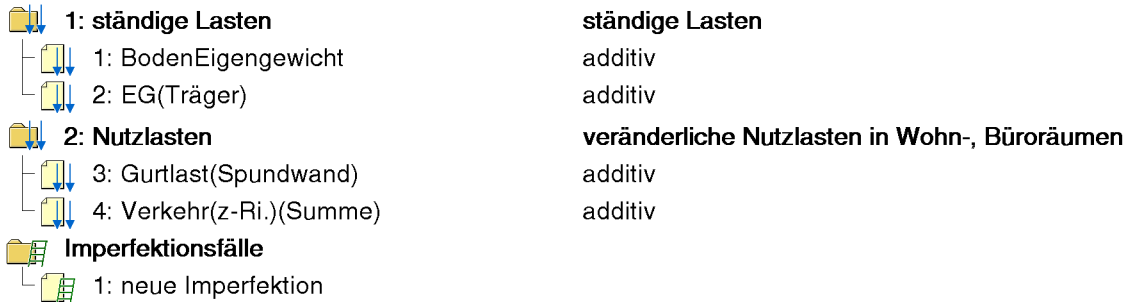 1: ständige Lasten ständige Lasten
1: BodenEigengewicht additiv
2: EG(Träger) additiv
2: Nutzlasten veränderliche Nutzlasten in Wohn-, Büroräumen
3: Gurtlast(Spundwand) additiv
4: Verkehr(z-Ri.)(Summe) additiv
Imperfektionsfälle
1: neue Imperfektion